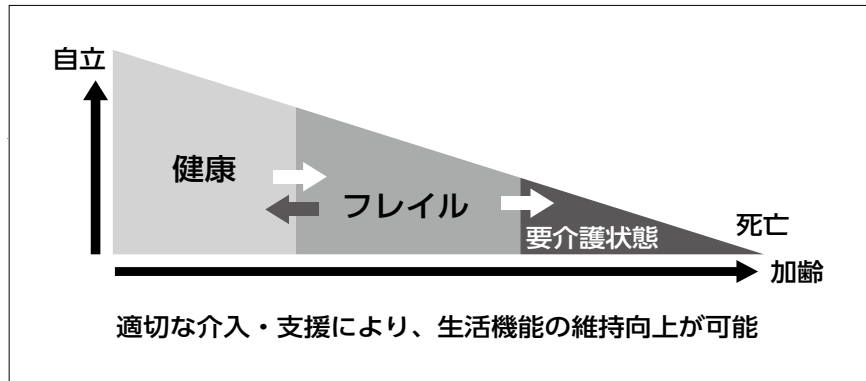 自立
健康
フレイル
要介護状態
死亡
加齢
適切な介入・支援により、生活機能の維持向上が可能